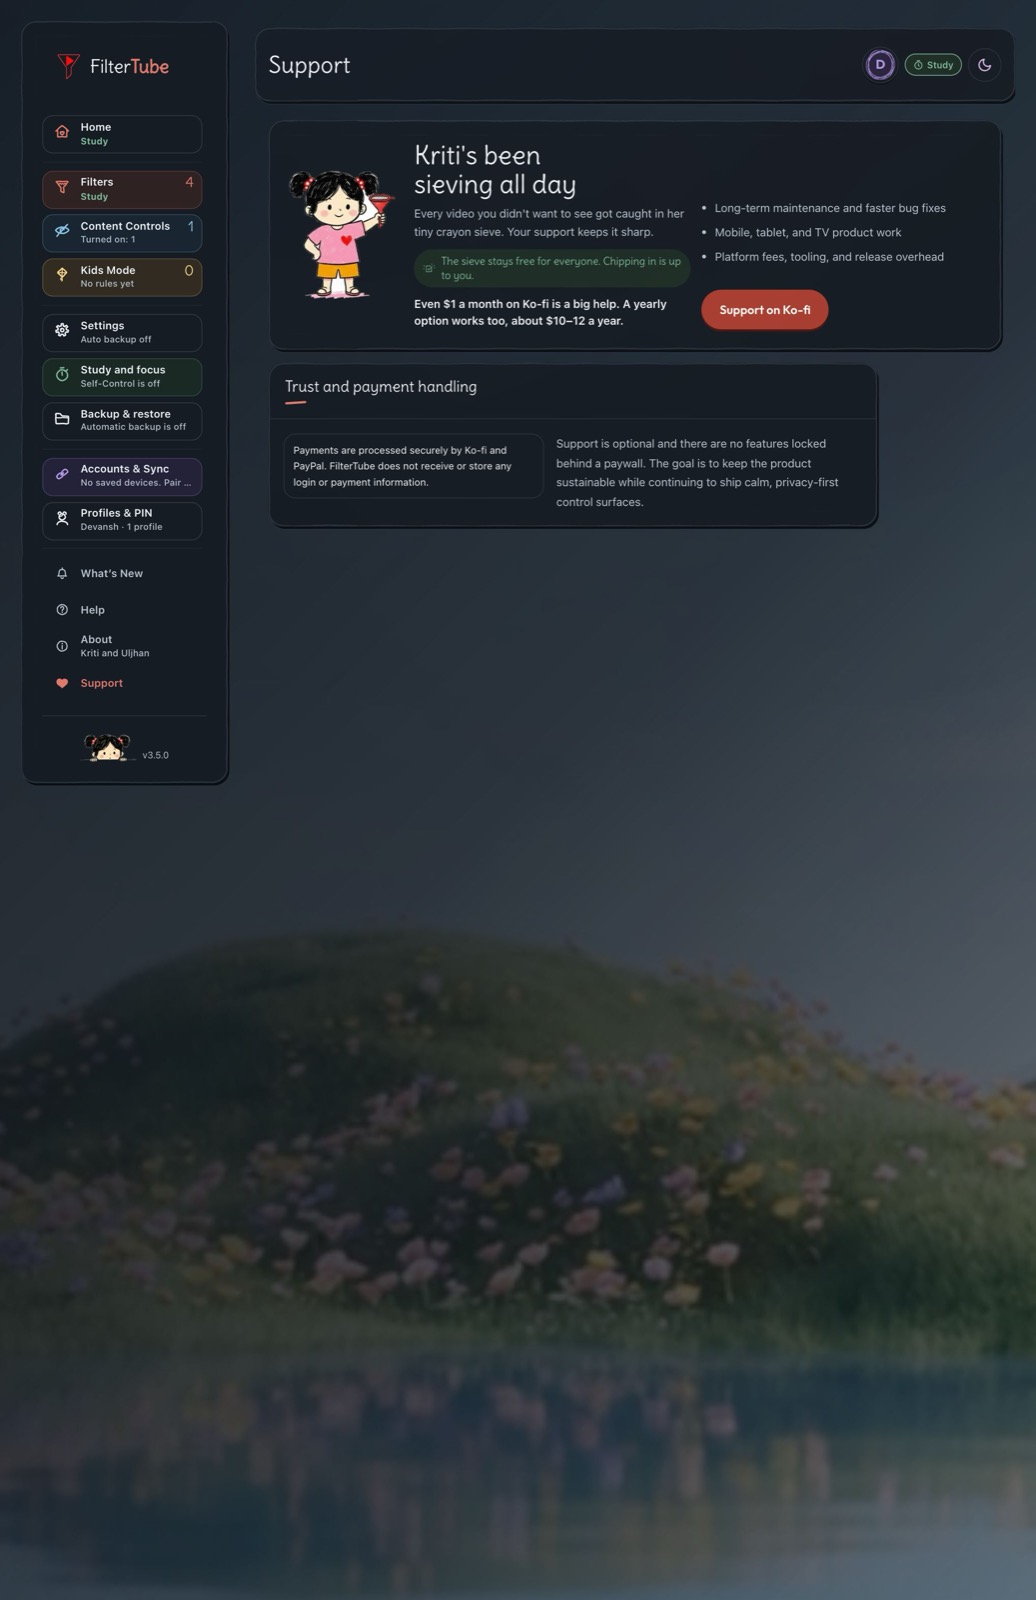 FilterTube
Home
Study
Filters
4
Study
Content Controls
1
Turned on: 1
Kids Mode
0
No rules yet
Settings
Auto backup off
Study and focus
Self-Control is off
Backup & restore
Automatic backup is off
Accounts & Sync
No saved devices. Pair ...
Profiles & PIN
Devansh · 1 profile
What's New
Help
About
Kriti and Uljhan
Support
v3.5.0
Support
D
Study
Kriti's been
sieving all day
Every video you didn't want to see got caught in her
tiny crayon sieve. Your support keeps it sharp.
The sieve stays free for everyone. Chipping in is up
to you.
Even $1 a month on Ko-fi is a big help. A yearly
option works too, about $10–12 a year.
• Long-term maintenance and faster bug fixes
• Mobile, tablet, and TV product work
• Platform fees, tooling, and release overhead
Support on Ko-fi
Trust and payment handling
Payments are processed securely by Ko-fi and
PayPal. FilterTube does not receive or store any
login or payment information.
Support is optional and there are no features locked
behind a paywall. The goal is to keep the product
sustainable while continuing to ship calm, privacy-first
control surfaces.